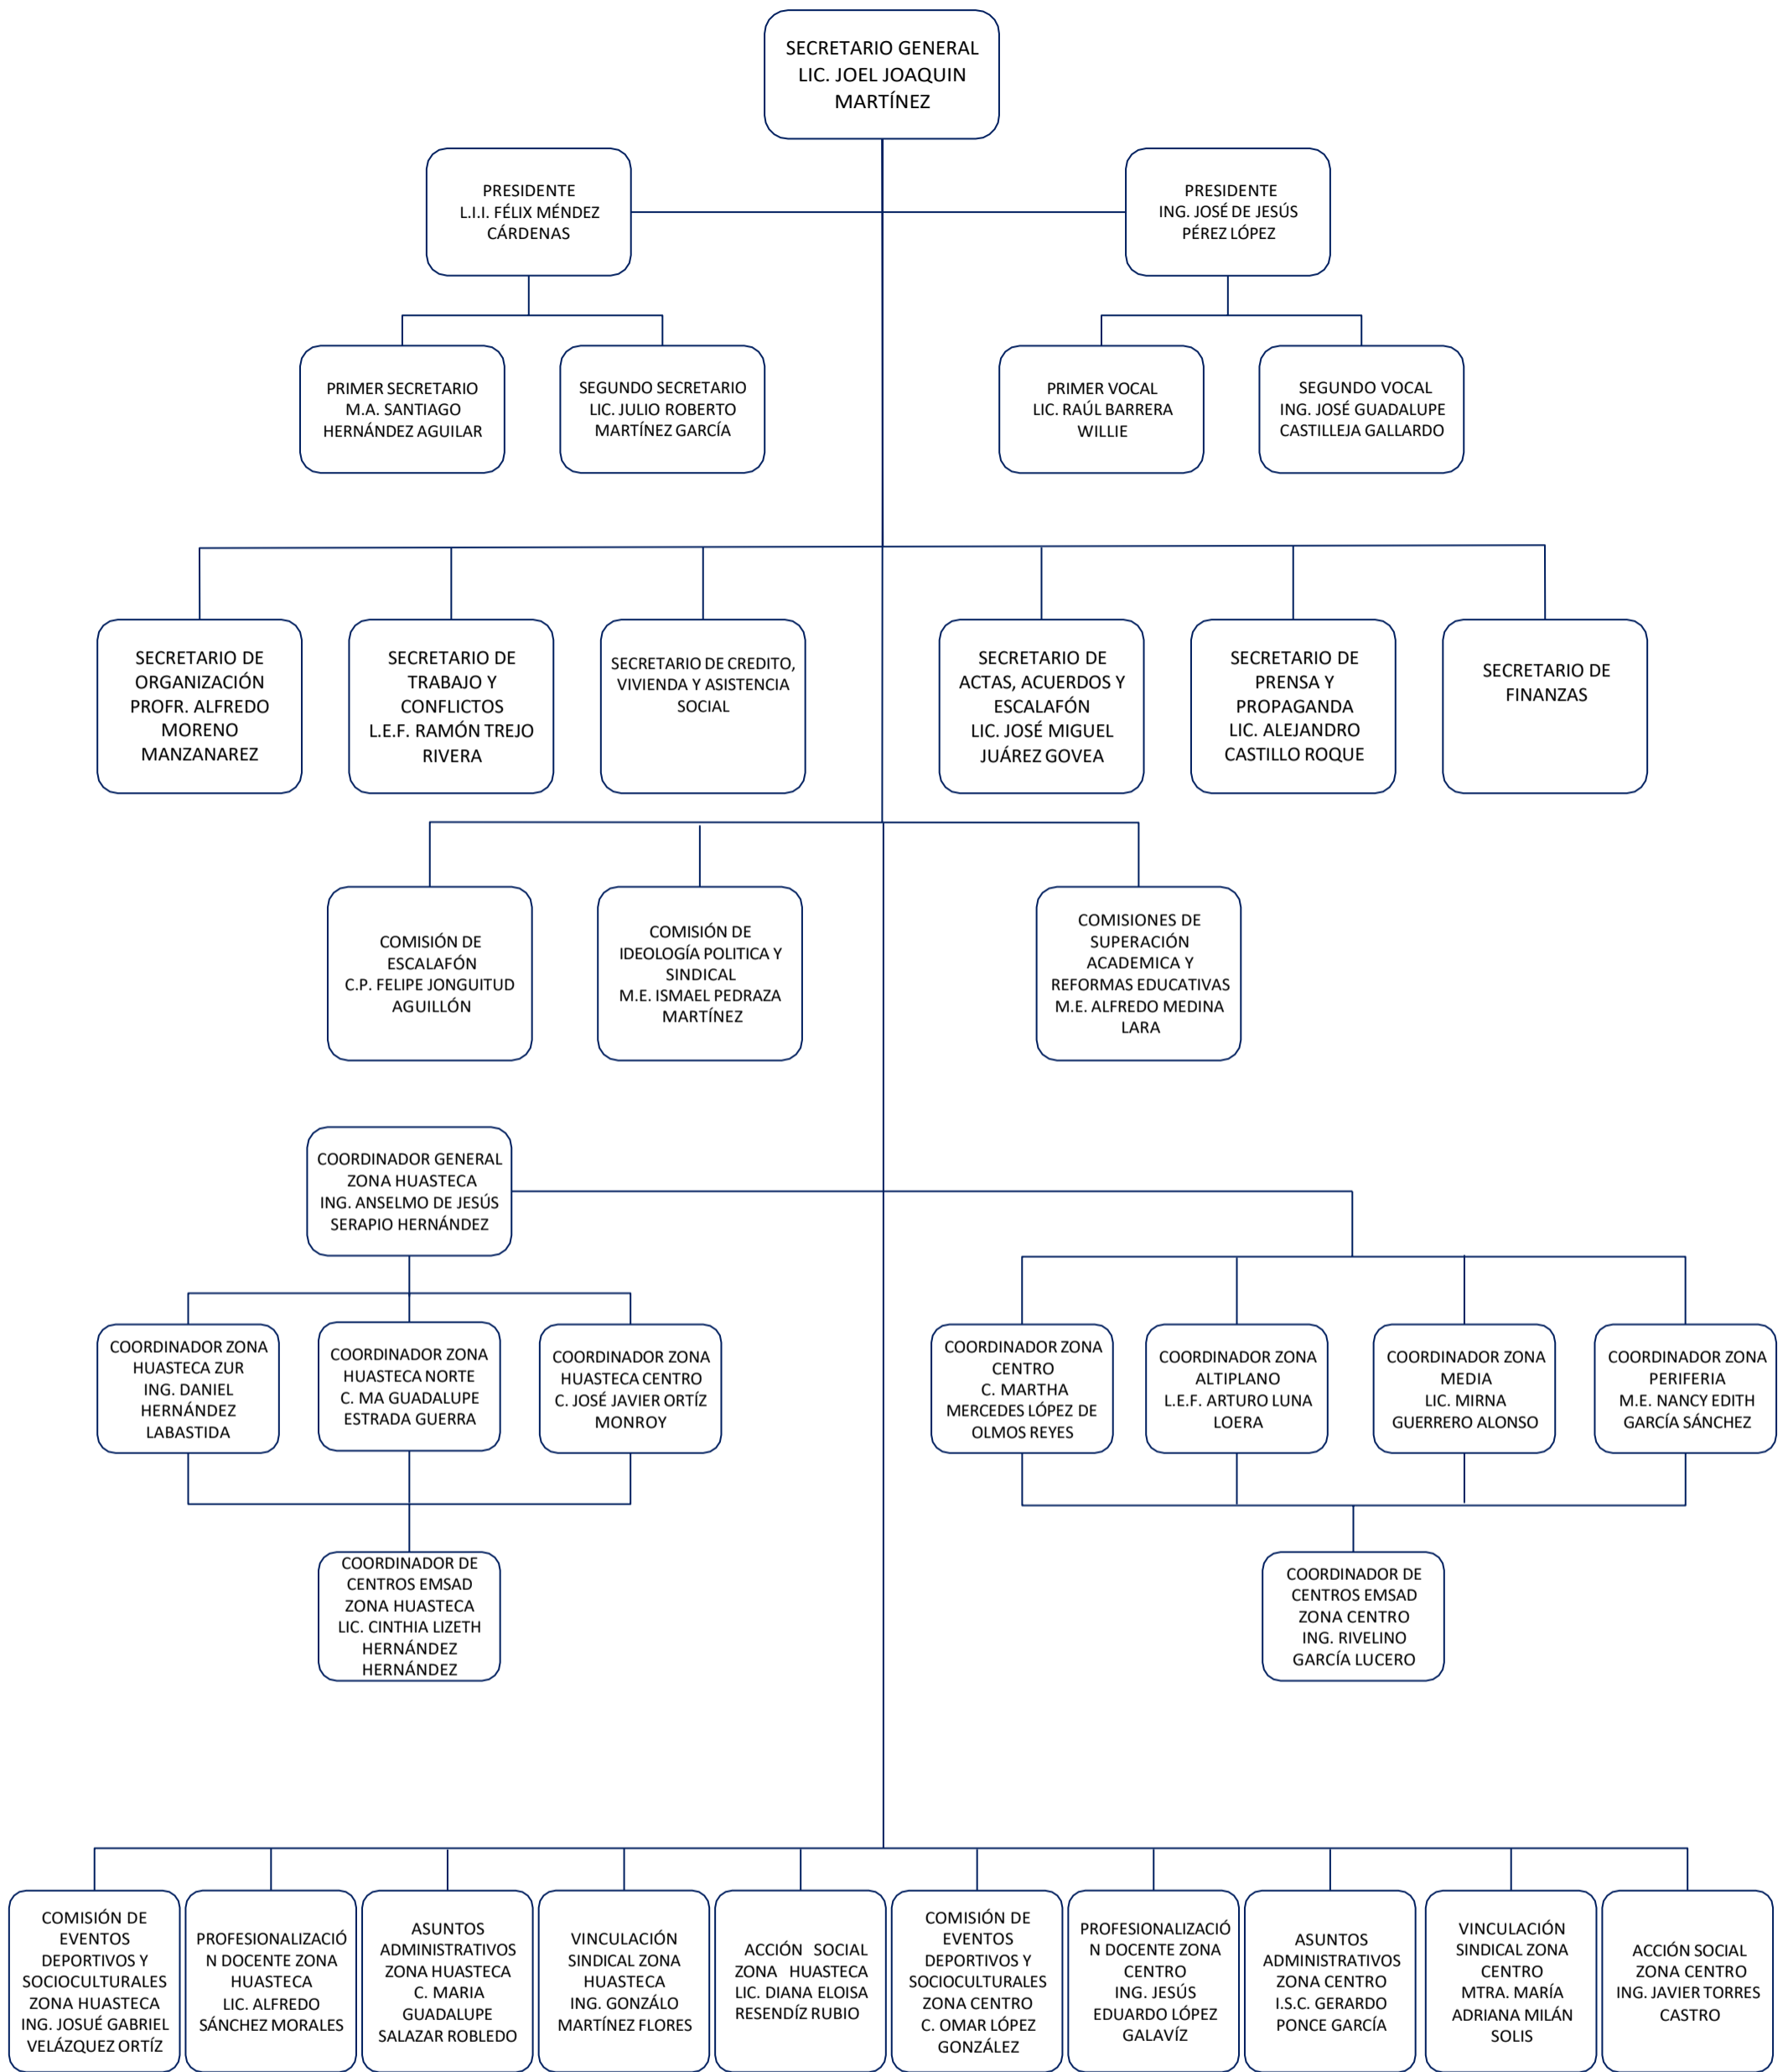 SECRETARIO GENERAL
LIC. JOEL JOAQUIN
MARTÍNEZ
PRESIDENTE
L.I.I. FÉLIX MÉNDEZ
CÁRDENAS
PRESIDENTE
ING. JOSÉ DE JESÚS
PÉREZ LÓPEZ
PRIMER SECRETARIO
M.A. SANTIAGO
HERNÁNDEZ AGUILAR
SEGUNDO SECRETARIO
LIC. JULIO ROBERTO
MARTÍNEZ GARCÍA
PRIMER VOCAL
LIC. RAÚL BARRERA
WILLIE
SEGUNDO VOCAL
ING. JOSÉ GUADALUPE
CASTILLEJA GALLARDO
SECRETARIO DE
ORGANIZACIÓN
PROFR. ALFREDO
MORENO
MANZANAREZ
SECRETARIO DE
TRABAJO Y
CONFLICTOS
L.E.F. RAMÓN TREJO
RIVERA
SECRETARIO DE CREDITO,
VIVIENDA Y ASISTENCIA
SOCIAL
SECRETARIO DE
ACTAS, ACUERDOS Y
ESCALAFÓN
LIC. JOSÉ MIGUEL
JUÁREZ GOVEA
SECRETARIO DE
PRENSA Y
PROPAGANDA
LIC. ALEJANDRO
CASTILLO ROQUE
SECRETARIO DE
FINANZAS
COMISIÓN DE
ESCALAFÓN
C.P. FELIPE JONGUITUD
AGUILLÓN
COMISIÓN DE
IDEOLOGÍA POLITICA Y
SINDICAL
M.E. ISMAEL PEDRAZA
MARTÍNEZ
COMISIONES DE
SUPERACIÓN
ACADEMICA Y
REFORMAS EDUCATIVAS
M.E. ALFREDO MEDINA
LARA
COORDINADOR GENERAL
ZONA HUASTECA
ING. ANSELMO DE JESÚS
SERAPIO HERNÁNDEZ
COORDINADOR ZONA
HUASTECA ZUR
ING. DANIEL
HERNÁNDEZ
LABASTIDA
COORDINADOR ZONA
HUASTECA NORTE
C. MA GUADALUPE
ESTRADA GUERRA
COORDINADOR ZONA
HUASTECA CENTRO
C. JOSÉ JAVIER ORTÍZ
MONROY
COORDINADOR ZONA
CENTRO
C. MARTHA
MERCEDES LÓPEZ DE
OLMOS REYES
COORDINADOR ZONA
ALTIPLANO
L.E.F. ARTURO LUNA
LOERA
COORDINADOR ZONA
MEDIA
LIC. MIRNA
GUERRERO ALONSO
COORDINADOR ZONA
PERIFERIA
M.E. NANCY EDITH
GARCÍA SÁNCHEZ
COORDINADOR DE
CENTROS EMSAD
ZONA HUASTECA
LIC. CINTHIA LIZETH
HERNÁNDEZ
HERNÁNDEZ
COORDINADOR DE
CENTROS EMSAD
ZONA CENTRO
ING. RIVELINO
GARCÍA LUCERO
COMISIÓN DE
EVENTOS
DEPORTIVOS Y
SOCIOCULTURALES
ZONA HUASTECA
ING. JOSUÉ GABRIEL
VELÁZQUEZ ORTÍZ
PROFESIONALIZACIÓ
N DOCENTE ZONA
HUASTECA
LIC. ALFREDO
SÁNCHEZ MORALES
ASUNTOS
ADMINISTRATIVOS
ZONA HUASTECA
C. MARIA
GUADALUPE
SALAZAR ROBLEDO
VINCULACIÓN
SINDICAL ZONA
HUASTECA
ING. GONZÁLO
MARTÍNEZ FLORES
ACCIÓN SOCIAL
ZONA HUASTECA
LIC. DIANA ELOISA
RESENDÍZ RUBIO
COMISIÓN DE
EVENTOS
DEPORTIVOS Y
SOCIOCULTURALES
ZONA CENTRO
C. OMAR LÓPEZ
GONZÁLEZ
PROFESIONALIZACIÓ
N DOCENTE ZONA
CENTRO
ING. JESÚS
EDUARDO LÓPEZ
GALAVÍZ
ASUNTOS
ADMINISTRATIVOS
ZONA CENTRO
I.S.C. GERARDO
PONCE GARCÍA
VINCULACIÓN
SINDICAL ZONA
CENTRO
MTRA. MARÍA
ADRIANA MILÁN
SOLIS
ACCIÓN SOCIAL
ZONA CENTRO
ING. JAVIER TORRES
CASTRO